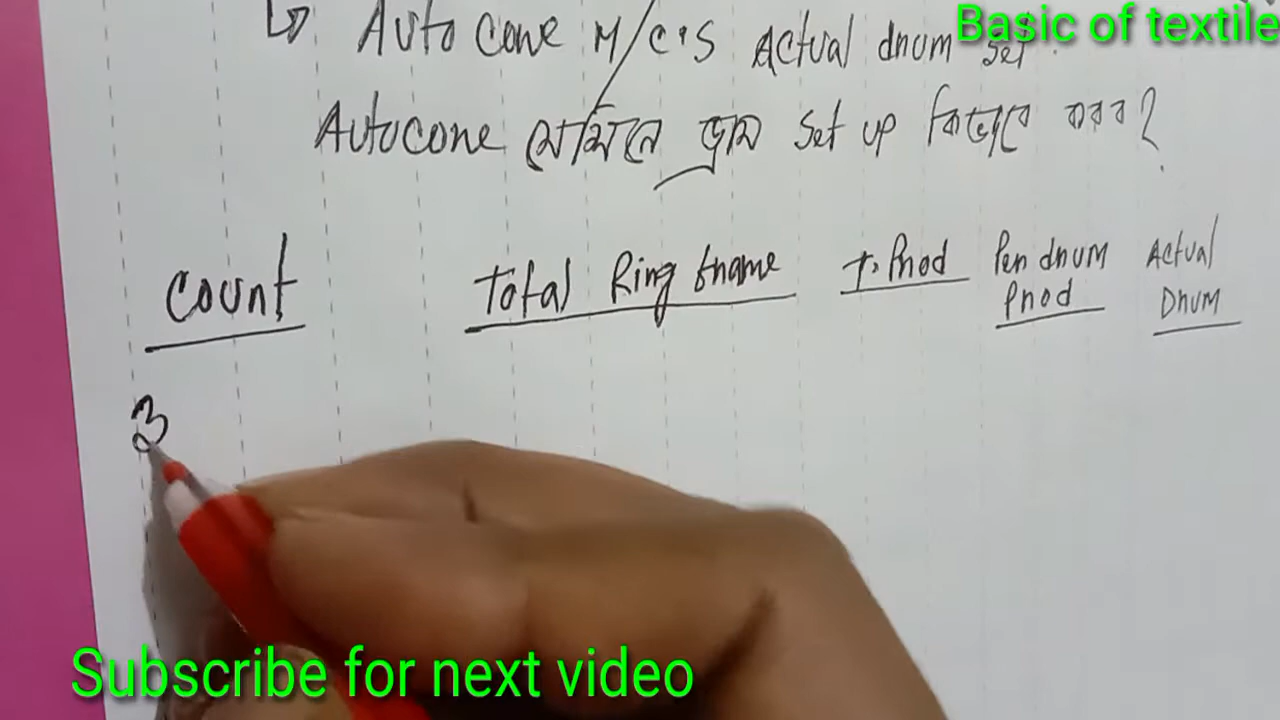 Basic of textile
↳ Auto Cone M/C'S Actual drum set.
Autocone মেশিনে ড্রাম Set up কিভাবে করব?
Count Total Ring frame T. Prod Per drum Prod Actual Drum
3
Subscribe for next video